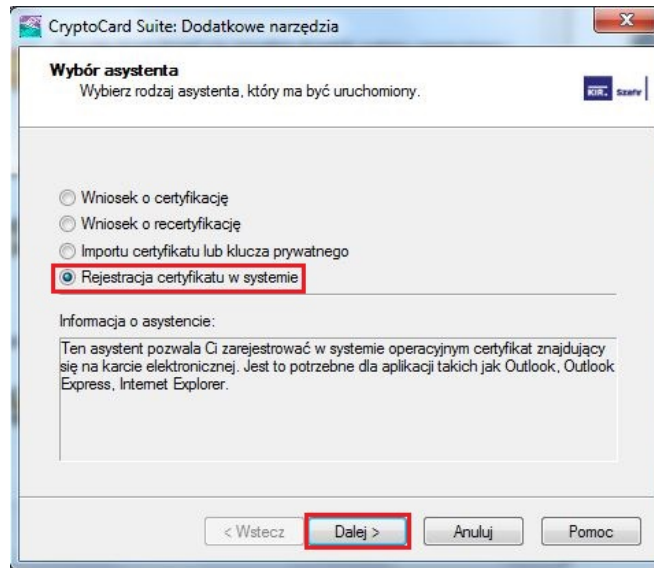 CryptoCard Suite: Dodatkowe narzędzia
Wybór asystenta
Wybierz rodzaj asystenta, który ma być uruchomiony.
KIR. Szafir
Wniosek o certyfikację
Wniosek o recertyfikację
Importu certyfikatu lub klucza prywatnego
Rejestracja certyfikatu w systemie
Informacja o asystencie:
Ten asystent pozwala Ci zarejestrować w systemie operacyjnym certyfikat znajdujący
się na karcie elektronicznej. Jest to potrzebne dla aplikacji takich jak Outlook, Outlook
Express, Internet Explorer.
< Wstecz Dalej > Anuluj Pomoc